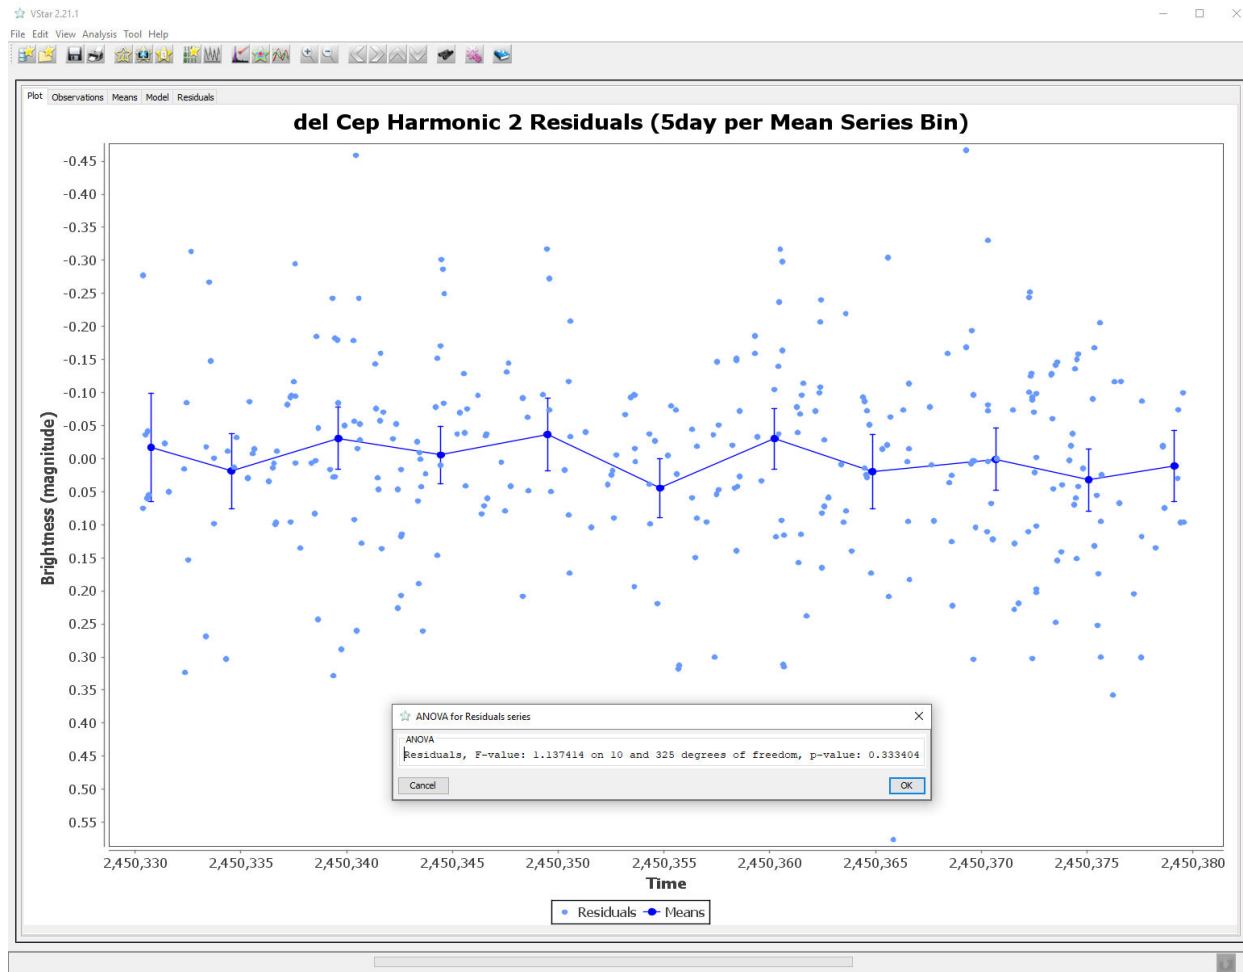 VStar 2.21.1
File Edit View Analysis Tool Help
Plot Observations Means Model Residuals
del Cep Harmonic 2 Residuals (5day per Mean Series Bin)
Brightness (magnitude)
-0.45
-0.40
-0.35
-0.30
-0.25
-0.20
-0.15
-0.10
-0.05
0.00
0.05
0.10
0.15
0.20
0.25
0.30
0.35
0.40
0.45
0.50
0.55
ANOVA for Residuals series
ANOVA
Residuals, F-value: 1.137414 on 10 and 325 degrees of freedom, p-value: 0.333404
Cancel OK
2,450,330 2,450,335 2,450,340 2,450,345 2,450,350 2,450,355 2,450,360 2,450,365 2,450,370 2,450,375 2,450,380
Time
Residuals Means